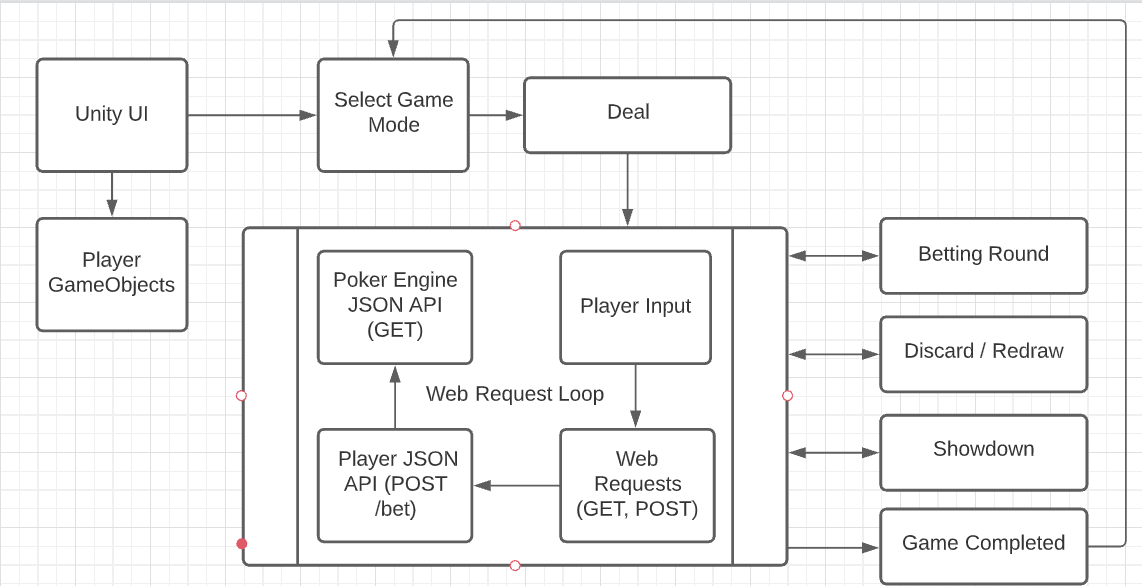 Unity UI
Select Game
Mode
Deal
Player
GameObjects
Poker Engine
JSON API
(GET)
Player Input
Web Request Loop
Player JSON
API (POST
/bet)
Web
Requests
(GET, POST)
Betting Round
Discard / Redraw
Showdown
Game Completed